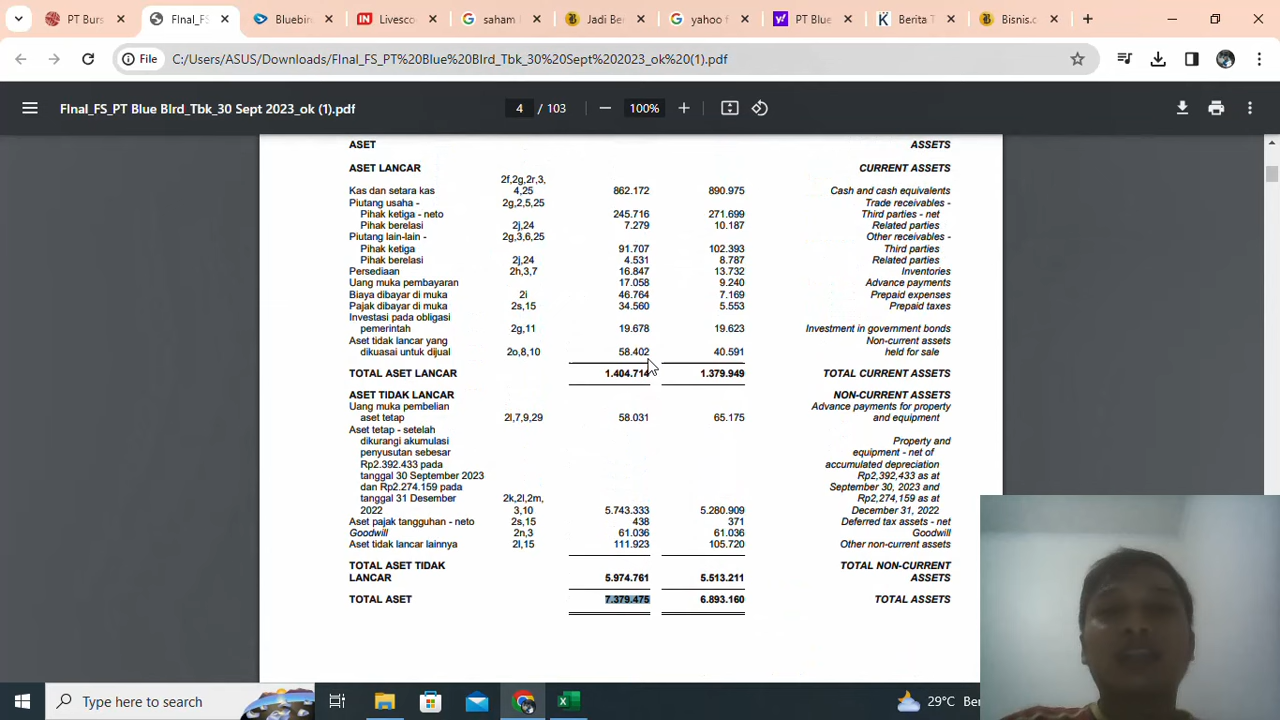 PT Burs
FInal_FS
Bluebir
Livesco
saham
Jadi Be
yahoo f
PT Blue
Berita T
Bisnis.c
File C:/Users/ASUS/Downloads/FInal_FS_PT%20Blue%20BIrd_Tbk_30%20Sept%202023_ok%20(1).pdf
FInal_FS_PT Blue BIrd_Tbk_30 Sept 2023_ok (1).pdf 4 / 103 100%
ASET ASSETS
ASET LANCAR CURRENT ASSETS
2f,2g,2r,3,
Kas dan setara kas 4,25 862.172 890.975 Cash and cash equivalents
Piutang usaha - 2g,2,5,25 Trade receivables -
Pihak ketiga - neto 245.716 271.699 Third parties - net
Pihak berelasi 2j,24 7.279 10.187 Related parties
Piutang lain-lain - 2g,3,6,25 Other receivables -
Pihak ketiga 91.707 102.393 Third parties
Pihak berelasi 2j,24 4.531 8.787 Related parties
Persediaan 2h,3,7 16.847 13.732 Inventories
Uang muka pembayaran 17.058 9.240 Advance payments
Biaya dibayar di muka 2i 46.764 7.169 Prepaid expenses
Pajak dibayar di muka 2s,15 34.560 5.553 Prepaid taxes
Investasi pada obligasi
pemerintah 2g,11 19.678 19.623 Investment in government bonds
Aset tidak lancar yang Non-current assets
dikuasai untuk dijual 2o,8,10 58.402 40.591 held for sale
TOTAL ASET LANCAR 1.404.714 1.379.949 TOTAL CURRENT ASSETS
ASET TIDAK LANCAR NON-CURRENT ASSETS
Uang muka pembelian Advance payments for property
aset tetap 2l,7,9,29 58.031 65.175 and equipment
Aset tetap - setelah
dikurangi akumulasi Property and
penyusutan sebesar equipment - net of
Rp2.392.433 pada accumulated depreciation
tanggal 30 September 2023 Rp2,392,433 as at
dan Rp2.274.159 pada September 30, 2023 and
tanggal 31 Desember 2k,2l,2m, Rp2,274,159 as at
2022 3,10 5.743.333 5.280.909 December 31, 2022
Aset pajak tangguhan - neto 2s,15 438 371 Deferred tax assets - net
Goodwill 2n,3 61.036 61.036 Goodwill
Aset tidak lancar lainnya 2l,15 111.923 105.720 Other non-current assets
TOTAL ASET TIDAK TOTAL NON-CURRENT
LANCAR 5.974.761 5.513.211 ASSETS
TOTAL ASET 7.379.475 6.893.160 TOTAL ASSETS
Type here to search 29°C Ber